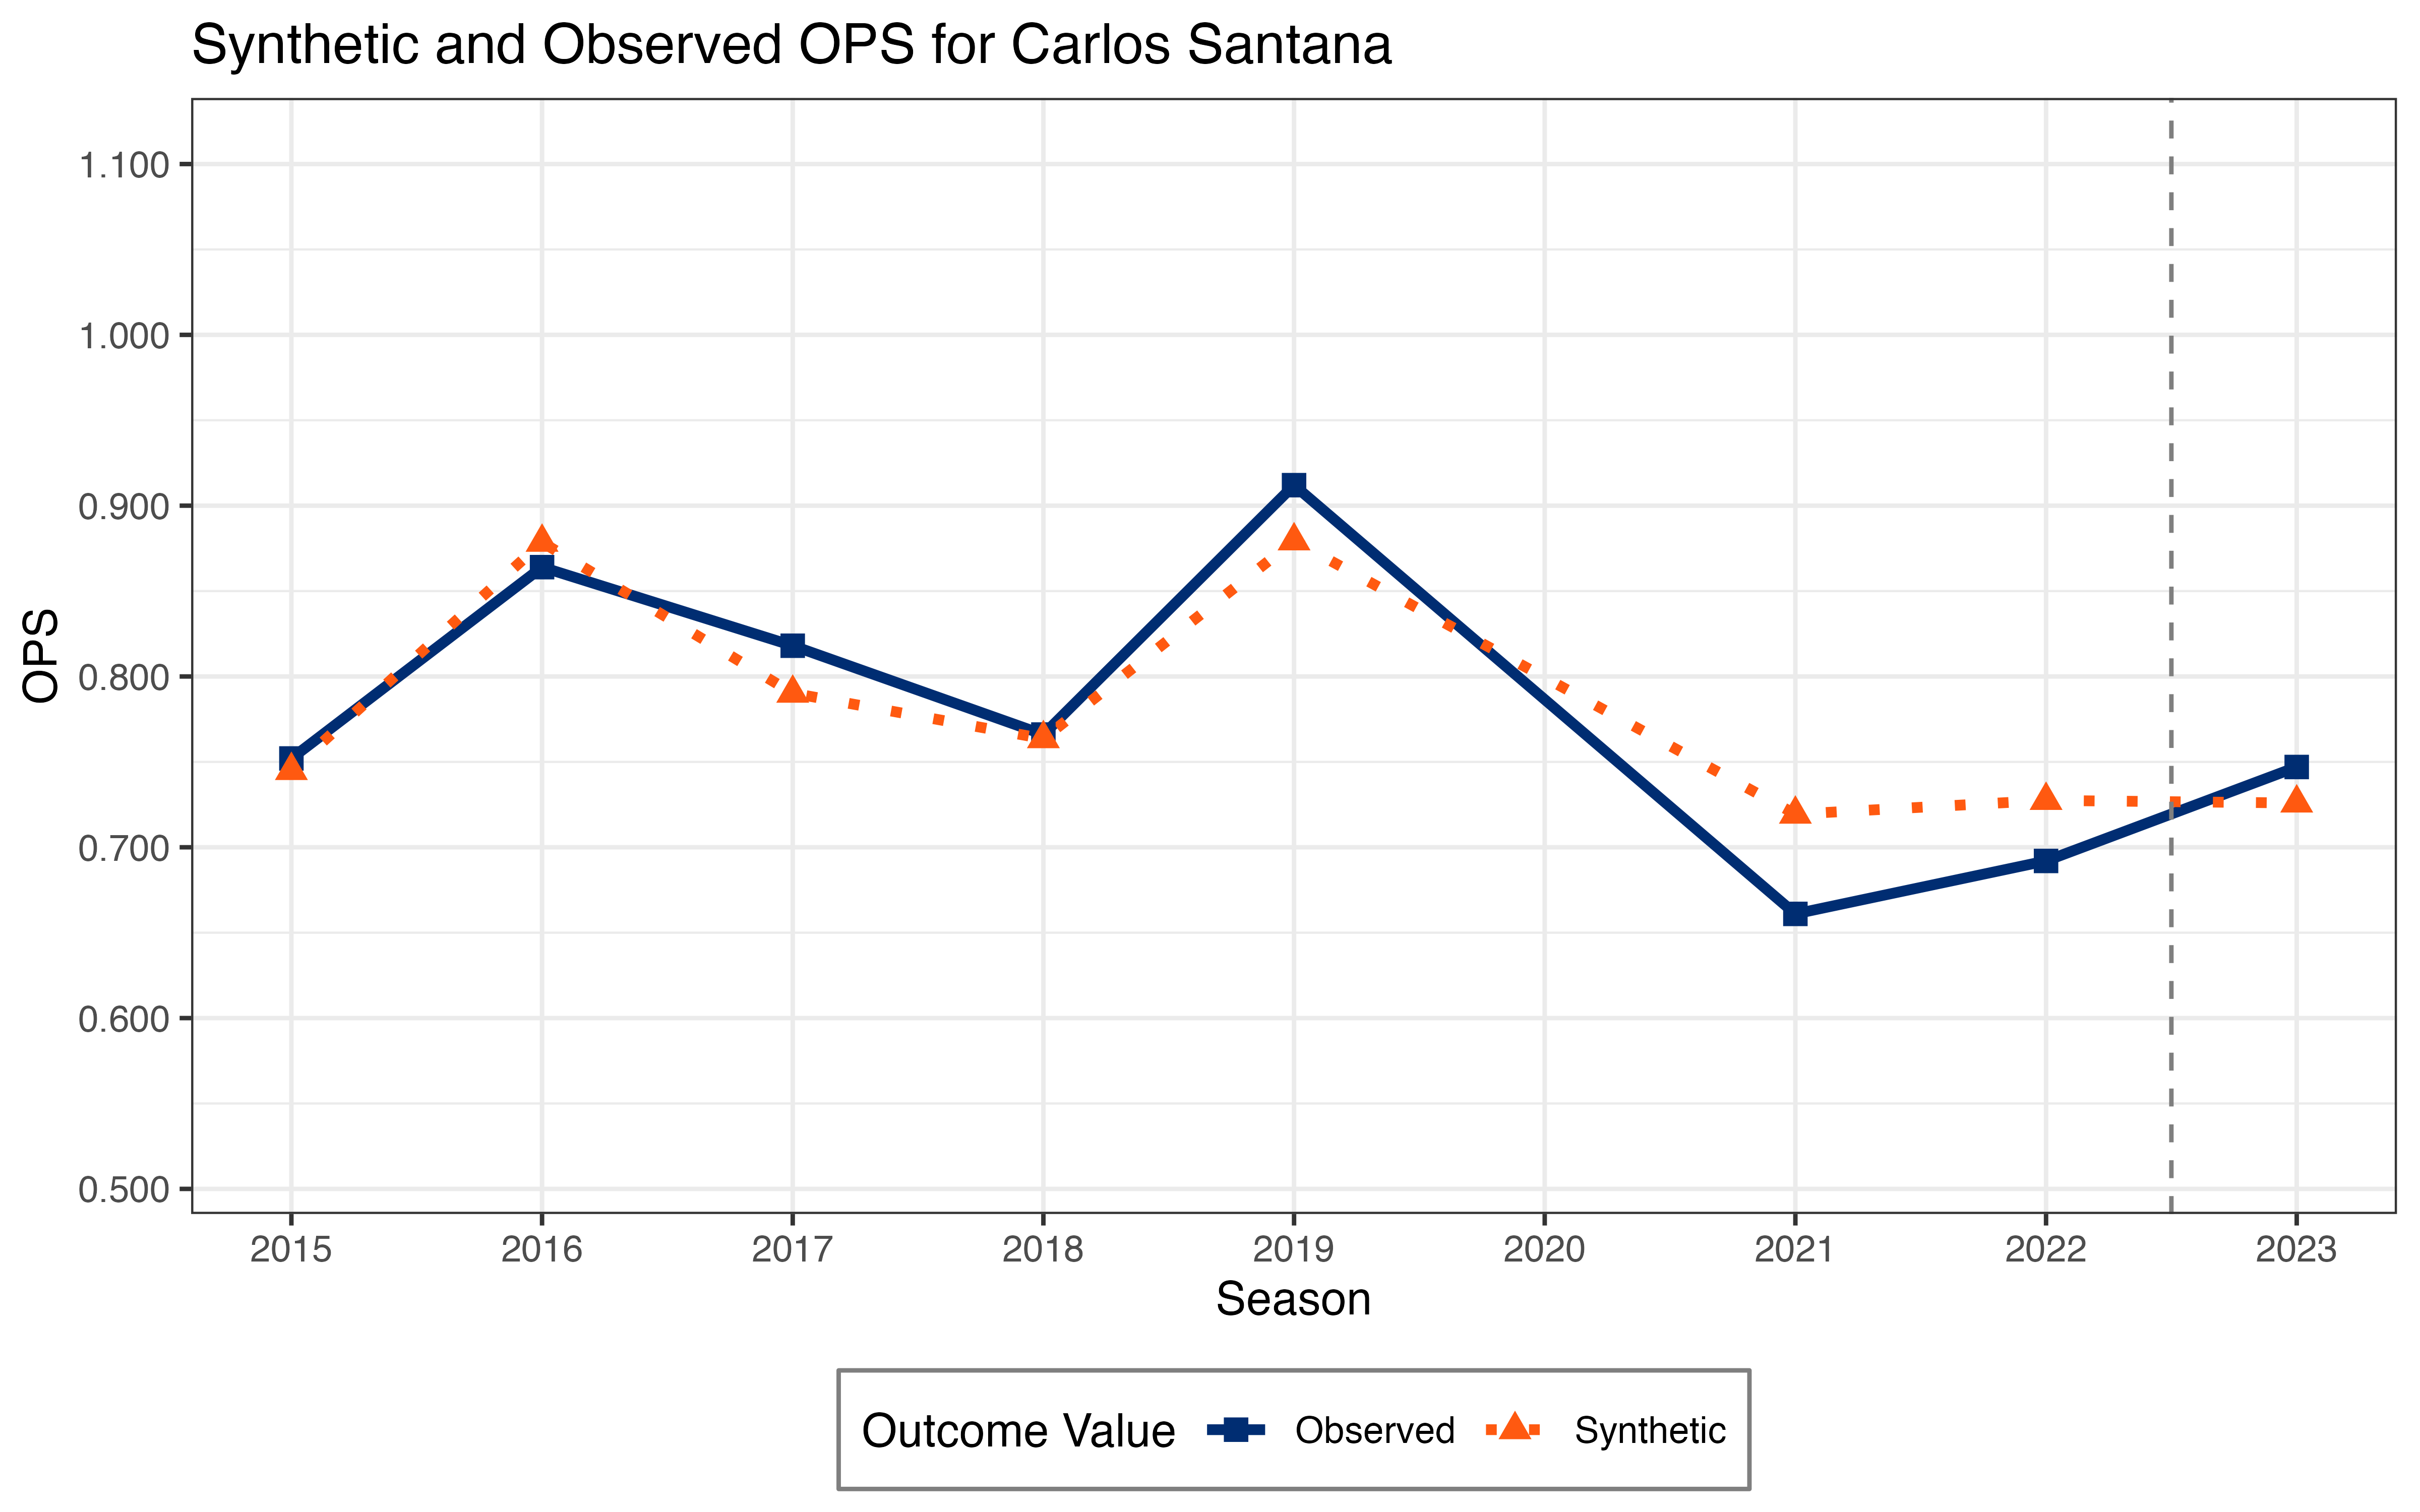 Synthetic and Observed OPS for Carlos Santana
OPS
1.100
1.000
0.900
0.800
0.700
0.600
0.500
2015 2016 2017 2018 2019 2020 2021 2022 2023
Season
Outcome Value Observed Synthetic